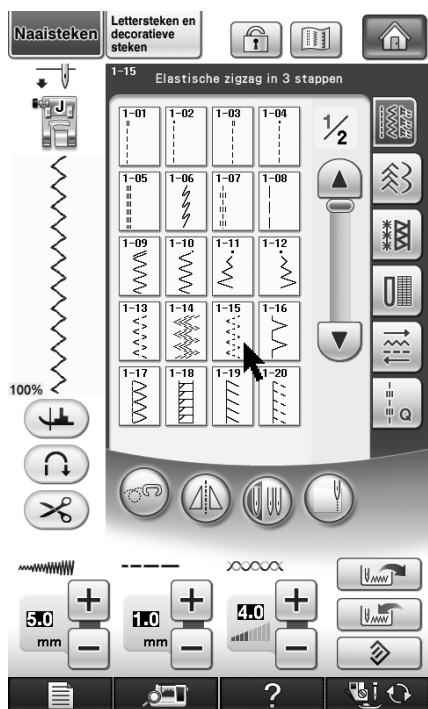 Naaisteken
Lettersteken en
decoratieve
steken
1-15
Elastische zigzag in 3 stappen
J
1-01 1-02 1-03 1-04
1/2
1-05 1-06 1-07 1-08
1-09 1-10 1-11 1-12
1-13 1-14 1-15 1-16
1-17 1-18 1-19 1-20
Q
100%
5.0 1.0 4.0
mm mm
?